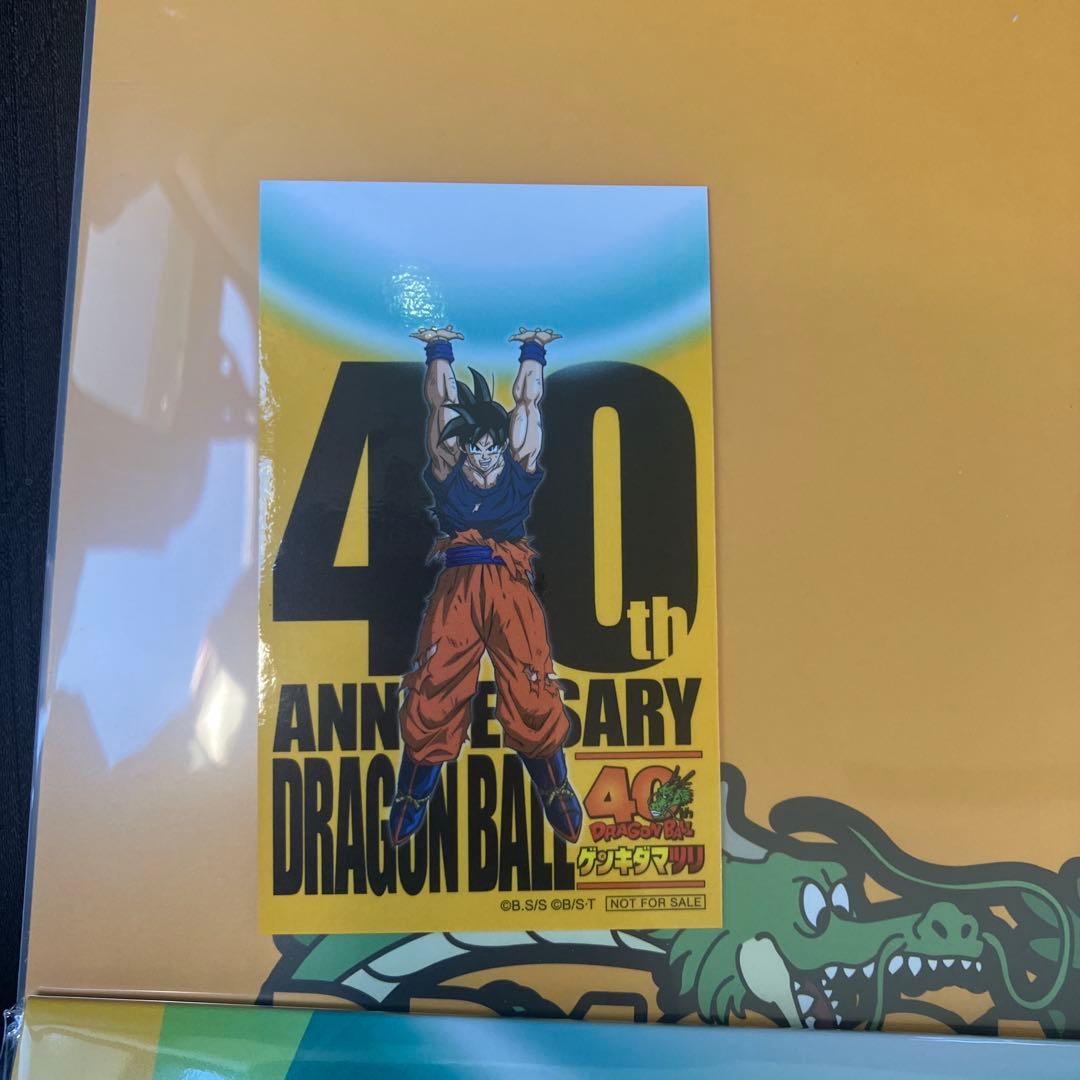 40th
ANNIVERSARY
DRAGON BALL
40th
DRAGON BALL
ゲンキダマツリ
©B.S/S ©B/S·T NOT FOR SALE